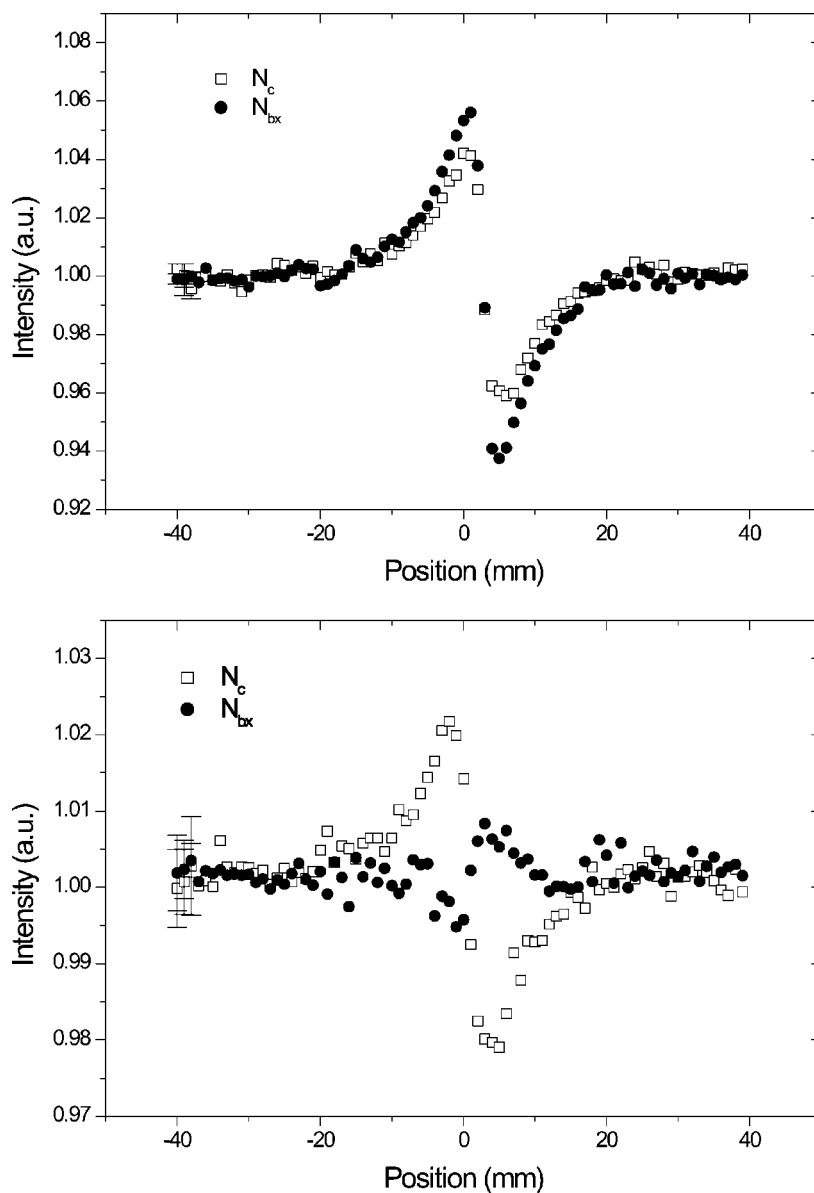 1.08
1.06
1.04
1.02
1.00
0.98
0.96
0.94
0.92
Intensity (a.u.)
N_c
N_bx
-40 -20 0 20 40
Position (mm)
1.03
1.02
1.01
1.00
0.99
0.98
0.97
Intensity (a.u.)
N_c
N_bx
-40 -20 0 20 40
Position (mm)